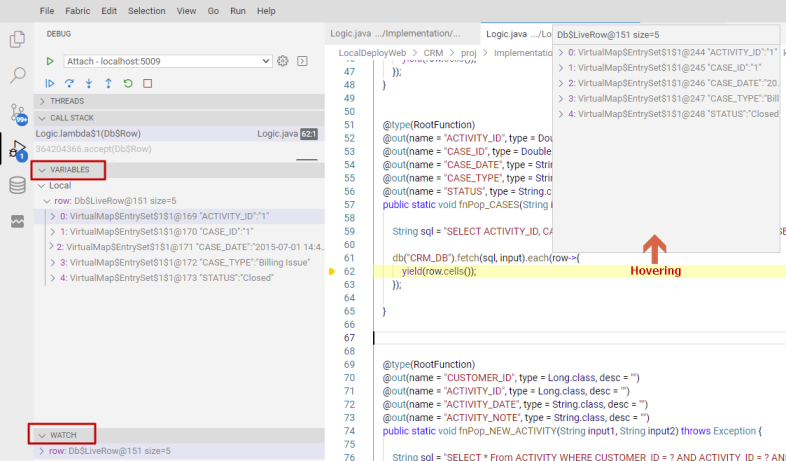 File Fabric Edit Selection View Go Run Help
DEBUG
Attach - localhost:5009
THREADS
CALL STACK
Logic.lambda$1(Db$Row) Logic.java 62:1
364204366.accept(Db$Row)
VARIABLES
Local
row: Db$LiveRow@151 size=5
0: VirtualMap$EntrySet$1$1@169 "ACTIVITY_ID":"1"
1: VirtualMap$EntrySet$1$1@170 "CASE_ID":"1"
2: VirtualMap$EntrySet$1$1@171 "CASE_DATE":"2015-07-01 14:4...
3: VirtualMap$EntrySet$1$1@172 "CASE_TYPE":"Billing Issue"
4: VirtualMap$EntrySet$1$1@173 "STATUS":"Closed"
WATCH
row: Db$LiveRow@151 size=5
99+
1
Logic.java .../Implementation/...
Logic.java .../Lo
LocalDeployWeb > CRM > proj > Implementation
46 yield(row.cells());
47 });
48 }
49
50
51 @type(RootFunction)
52 @out(name = "ACTIVITY_ID", type = Dou
53 @out(name = "CASE_ID", type = Double
54 @out(name = "CASE_DATE", type = Strin
55 @out(name = "CASE_TYPE", type = Strin
56 @out(name = "STATUS", type = String.c
57 public static void fnPop_CASES(String i
58
59 String sql = "SELECT ACTIVITY_ID, CA
60
61 db("CRM_DB").fetch(sql, input).each(row->{
62 yield(row.cells());
63 });
64
65 }
66
67
68
69 @type(RootFunction)
70 @out(name = "CUSTOMER_ID", type = Long.class, desc = "")
71 @out(name = "ACTIVITY_ID", type = Long.class, desc = "")
72 @out(name = "ACTIVITY_DATE", type = String.class, desc = "")
73 @out(name = "ACTIVITY_NOTE", type = String.class, desc = "")
74 public static void fnPop_NEW_ACTIVITY(String input1, String input2) throws Exception {
75
76 String sql = "SELECT * From ACTIVITY WHERE CUSTOMER_ID = ? AND ACTIVITY_ID = ? AN
Db$LiveRow@151 size=5
0: VirtualMap$EntrySet$1$1@244 "ACTIVITY_ID":"1"
1: VirtualMap$EntrySet$1$1@245 "CASE_ID":"1"
2: VirtualMap$EntrySet$1$1@246 "CASE_DATE":"20.
3: VirtualMap$EntrySet$1$1@247 "CASE_TYPE":"Bill
4: VirtualMap$EntrySet$1$1@248 "STATUS":"Closed
Hovering